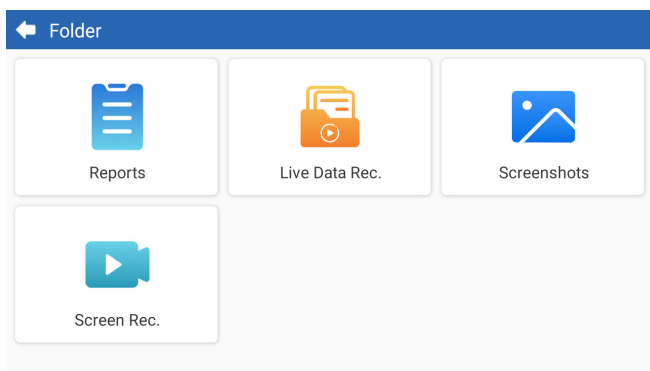 Folder
Reports
Live Data Rec.
Screenshots
Screen Rec.